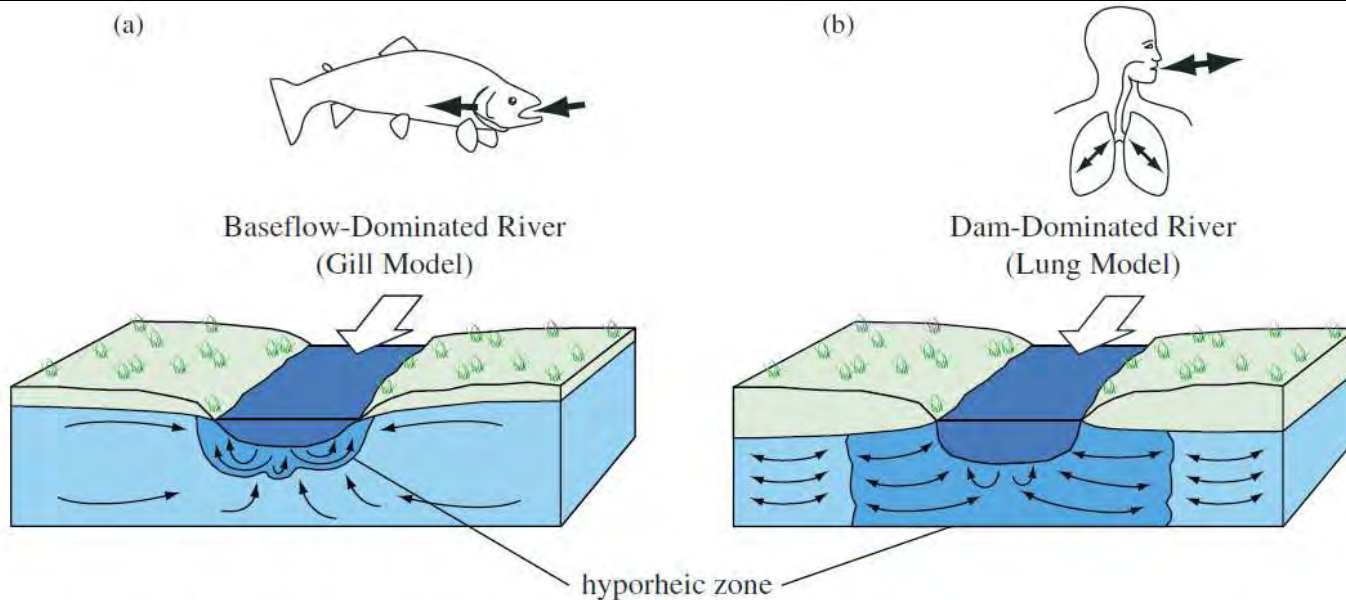 (a)
Baseflow-Dominated River
(Gill Model)
(b)
Dam-Dominated River
(Lung Model)
hyporheic zone